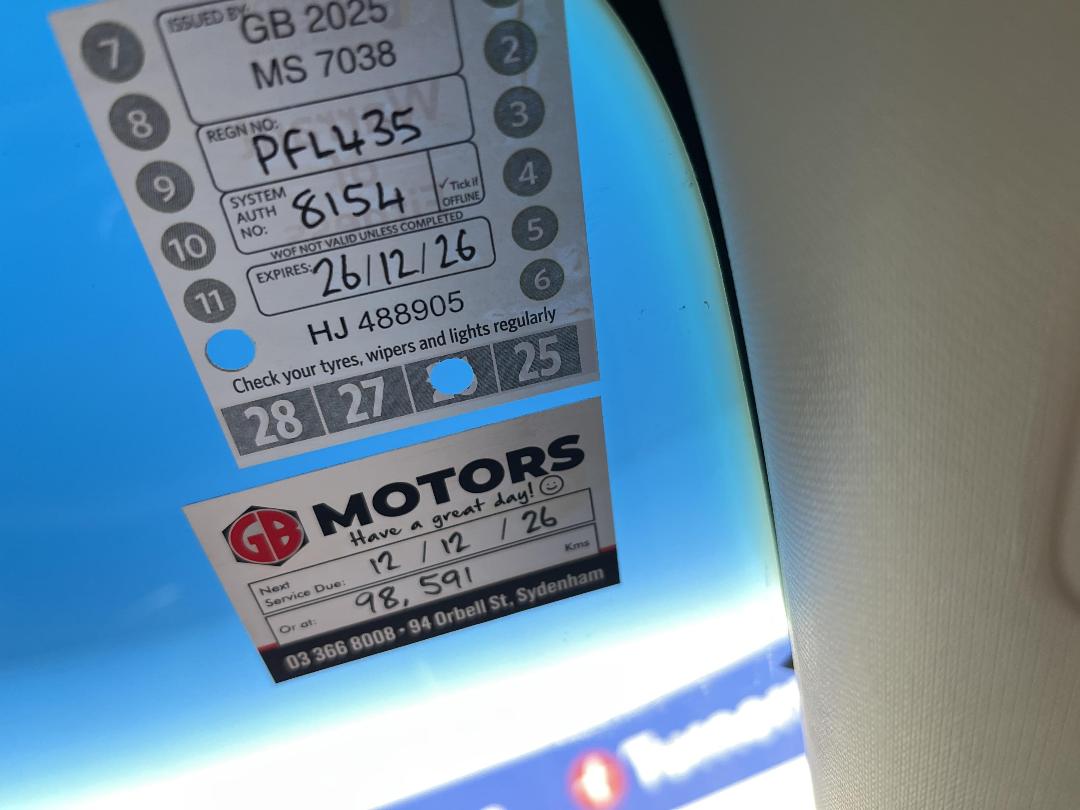 ISSUED BY:
GB 2025
MS 7038
7
8
9
10
11
2
3
4
5
6
REGN NO:
PFL435
SYSTEM
AUTH
NO:
8154
✓Tick if
OFFLINE
WOF NOT VALID UNLESS COMPLETED
EXPIRES: 26/12/26
HJ 488905
Check your tyres, wipers and lights regularly
28 27 25
GB MOTORS
Have a great day!
Next
Service Due: 12 / 12 / 26
Or at: 98,591 Kms
03 366 8008 • 94 Orbell St, Sydenham